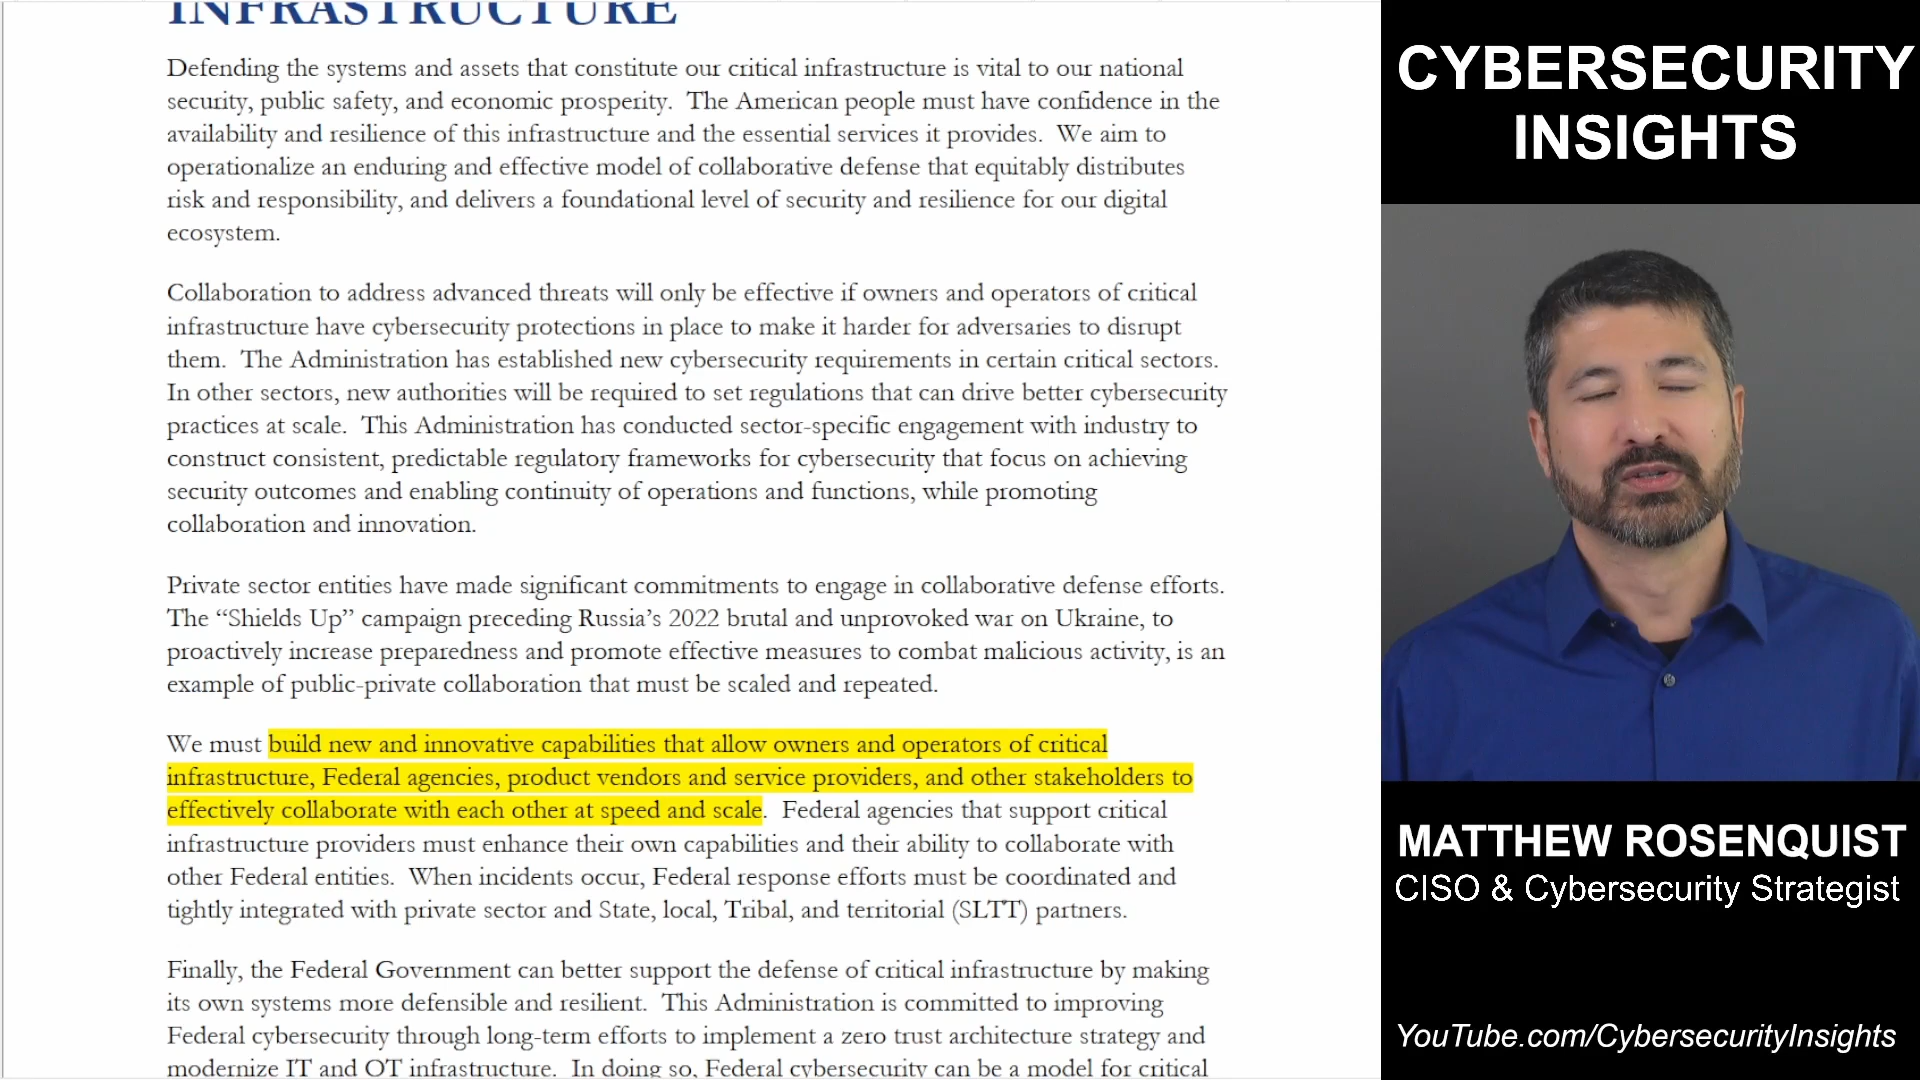 INFRASTRUCTURE
Defending the systems and assets that constitute our critical infrastructure is vital to our national
security, public safety, and economic prosperity.  The American people must have confidence in the
availability and resilience of this infrastructure and the essential services it provides.  We aim to
operationalize an enduring and effective model of collaborative defense that equitably distributes
risk and responsibility, and delivers a foundational level of security and resilience for our digital
ecosystem.
Collaboration to address advanced threats will only be effective if owners and operators of critical
infrastructure have cybersecurity protections in place to make it harder for adversaries to disrupt
them.  The Administration has established new cybersecurity requirements in certain critical sectors.
In other sectors, new authorities will be required to set regulations that can drive better cybersecurity
practices at scale.  This Administration has conducted sector-specific engagement with industry to
construct consistent, predictable regulatory frameworks for cybersecurity that focus on achieving
security outcomes and enabling continuity of operations and functions, while promoting
collaboration and innovation.
Private sector entities have made significant commitments to engage in collaborative defense efforts.
The “Shields Up” campaign preceding Russia’s 2022 brutal and unprovoked war on Ukraine, to
proactively increase preparedness and promote effective measures to combat malicious activity, is an
example of public-private collaboration that must be scaled and repeated.
We must build new and innovative capabilities that allow owners and operators of critical
infrastructure, Federal agencies, product vendors and service providers, and other stakeholders to
effectively collaborate with each other at speed and scale.  Federal agencies that support critical
infrastructure providers must enhance their own capabilities and their ability to collaborate with
other Federal entities.  When incidents occur, Federal response efforts must be coordinated and
tightly integrated with private sector and State, local, Tribal, and territorial (SLTT) partners.
Finally, the Federal Government can better support the defense of critical infrastructure by making
its own systems more defensible and resilient.  This Administration is committed to improving
Federal cybersecurity through long-term efforts to implement a zero trust architecture strategy and
modernize IT and OT infrastructure.  In doing so, Federal cybersecurity can be a model for critical
CYBERSECURITY
INSIGHTS
MATTHEW ROSENQUIST
CISO & Cybersecurity Strategist
YouTube.com/CybersecurityInsights